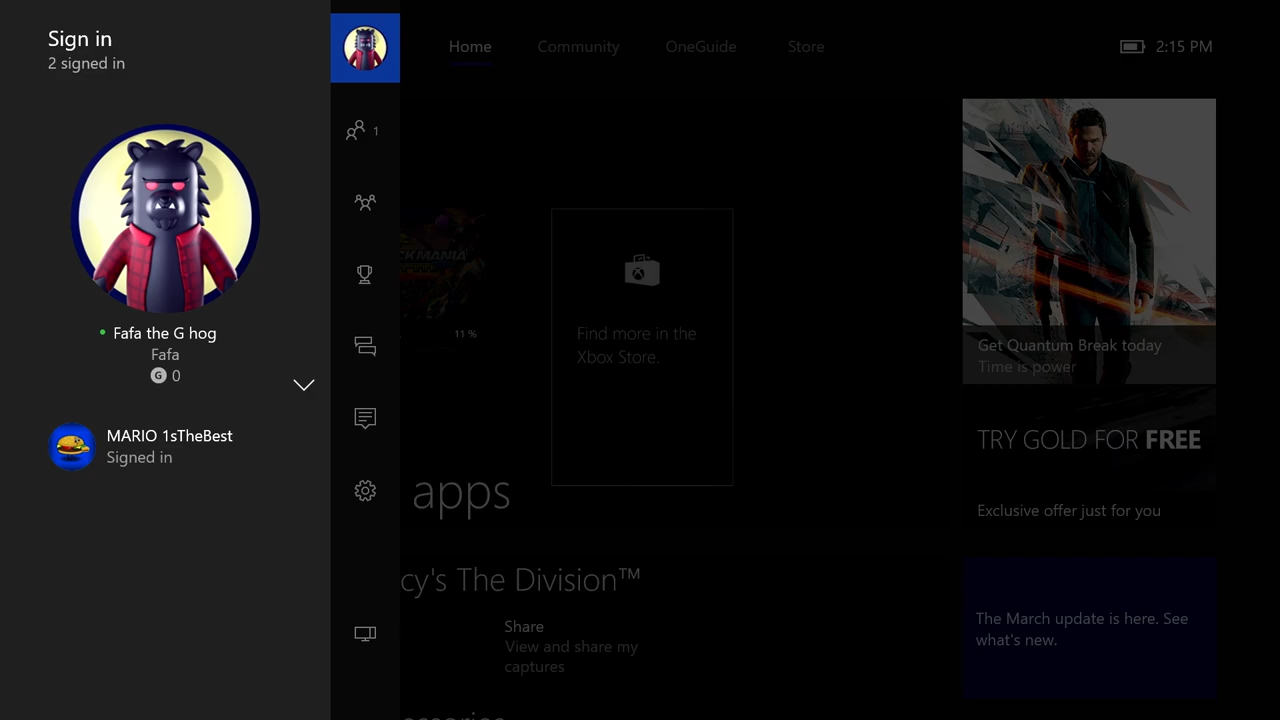 Sign in
2 signed in
Fafa the G hog
Fafa
G 0
MARIO 1sTheBest
Signed in
1
Home
Community
OneGuide
Store
2:15 PM
CKMANIA
11 %
Find more in the
Xbox Store.
apps
Get Quantum Break today
Time is power
TRY GOLD FOR FREE
Exclusive offer just for you
cy's The Division™
Share
View and share my
captures
The March update is here. See
what's new.